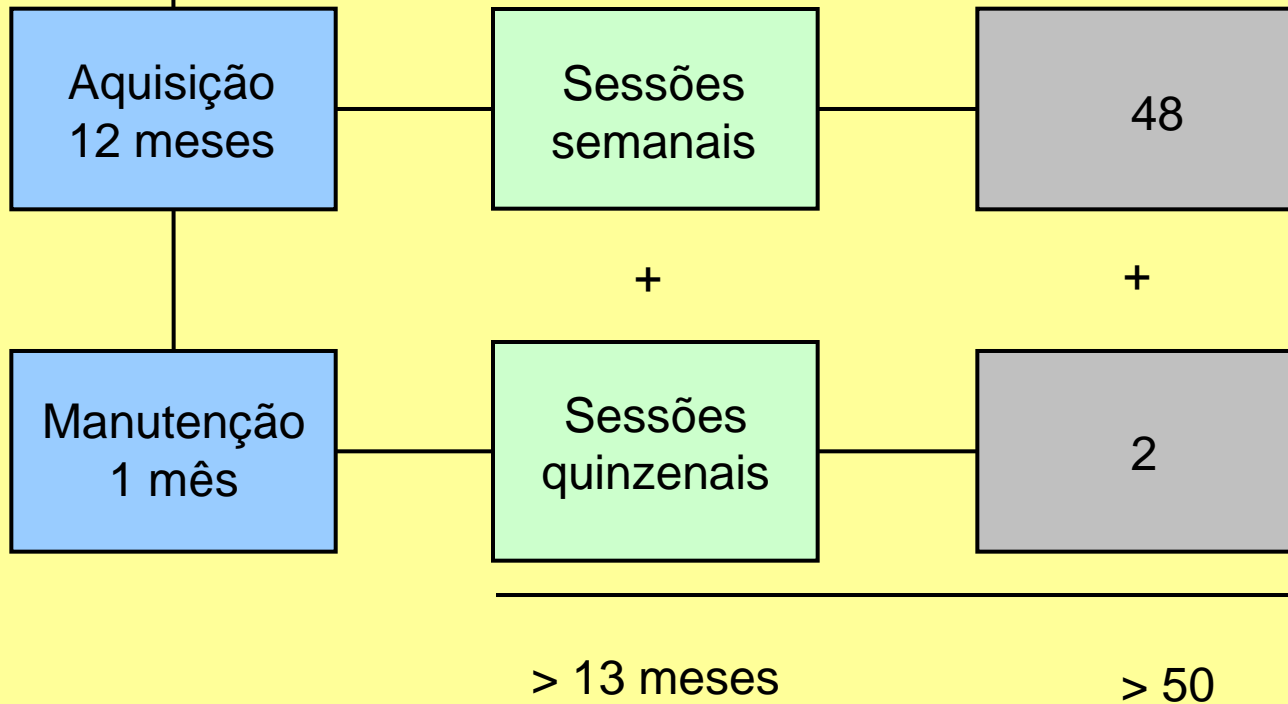 Aquisição
12 meses
Sessões
semanais
48
+
+
Manutenção
1 mês
Sessões
quinzenais
2
> 13 meses
> 50